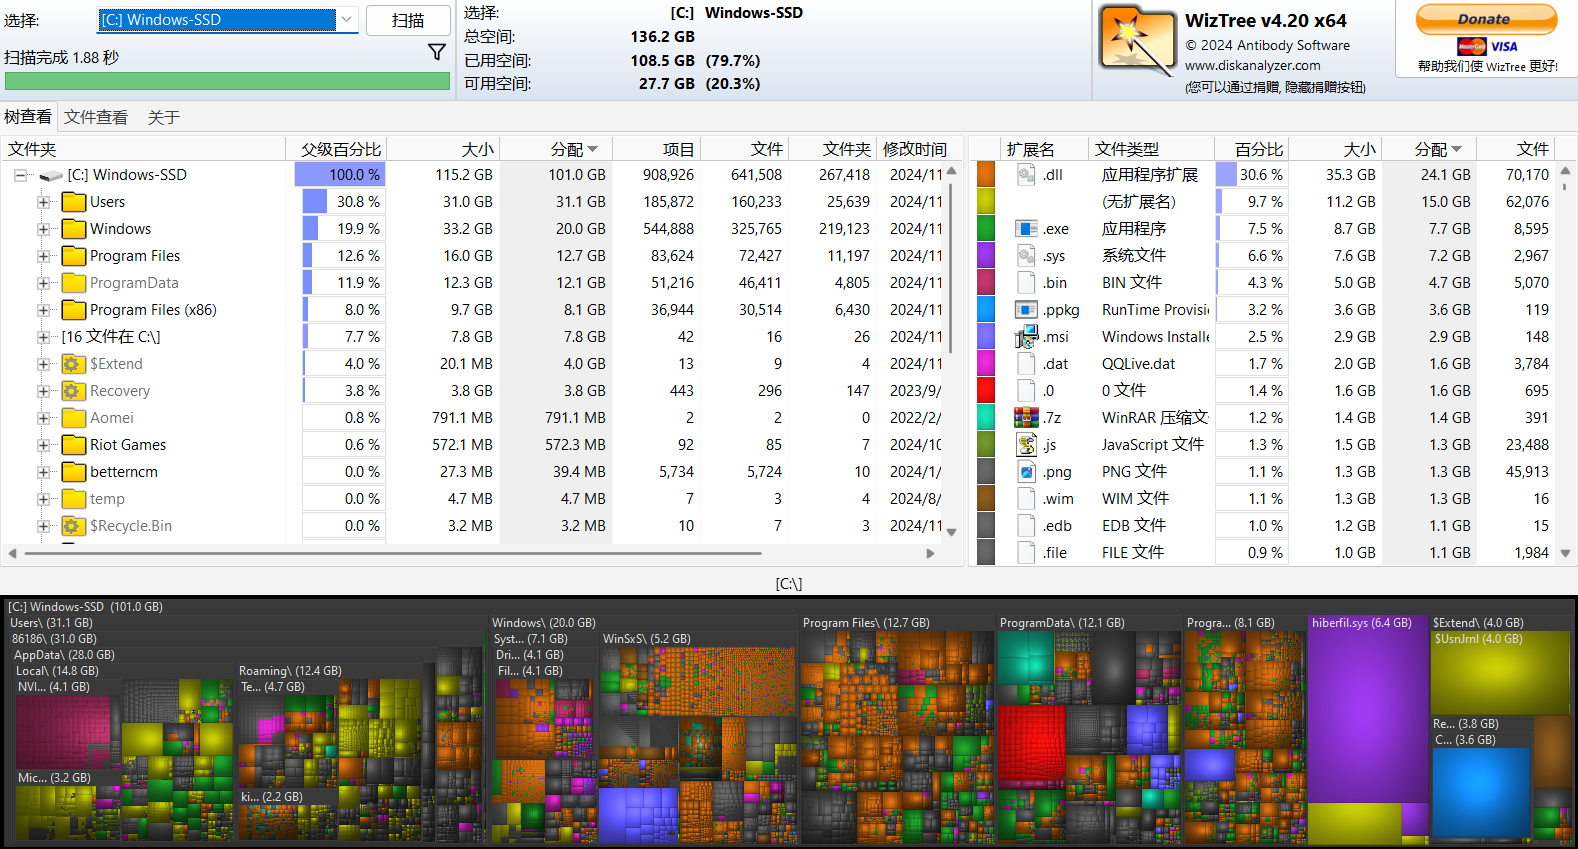 选择:
[C:] Windows-SSD
扫描
扫描完成 1.88 秒
选择: [C:] Windows-SSD
总空间: 136.2 GB
已用空间: 108.5 GB (79.7%)
可用空间: 27.7 GB (20.3%)
WizTree v4.20 x64
© 2024 Antibody Software
www.diskanalyzer.com
(您可以通过捐赠, 隐藏捐赠按钮)
Donate
MasterCard VISA
帮助我们使 WizTree 更好!
树查看 文件查看 关于
文件夹 父级百分比 大小 分配 项目 文件 文件夹 修改时间
[C:] Windows-SSD 100.0 % 115.2 GB 101.0 GB 908,926 641,508 267,418 2024/11
Users 30.8 % 31.0 GB 31.1 GB 185,872 160,233 25,639 2024/11
Windows 19.9 % 33.2 GB 20.0 GB 544,888 325,765 219,123 2024/11
Program Files 12.6 % 16.0 GB 12.7 GB 83,624 72,427 11,197 2024/11
ProgramData 11.9 % 12.3 GB 12.1 GB 51,216 46,411 4,805 2024/11
Program Files (x86) 8.0 % 9.7 GB 8.1 GB 36,944 30,514 6,430 2024/11
[16 文件在 C:\] 7.7 % 7.8 GB 7.8 GB 42 16 26 2024/11
$Extend 4.0 % 20.1 MB 4.0 GB 13 9 4 2024/11
Recovery 3.8 % 3.8 GB 3.8 GB 443 296 147 2023/9/
Aomei 0.8 % 791.1 MB 791.1 MB 2 2 0 2022/2/
Riot Games 0.6 % 572.1 MB 572.3 MB 92 85 7 2024/10
betterncm 0.0 % 27.3 MB 39.4 MB 5,734 5,724 10 2024/1/
temp 0.0 % 4.7 MB 4.7 MB 7 3 4 2024/8/
$Recycle.Bin 0.0 % 3.2 MB 3.2 MB 10 7 3 2024/11
扩展名 文件类型 百分比 大小 分配 文件
.dll 应用程序扩展 30.6 % 35.3 GB 24.1 GB 70,170
(无扩展名) 9.7 % 11.2 GB 15.0 GB 62,076
.exe 应用程序 7.5 % 8.7 GB 7.7 GB 8,595
.sys 系统文件 6.6 % 7.6 GB 7.2 GB 2,967
.bin BIN 文件 4.3 % 5.0 GB 4.7 GB 5,070
.ppkg RunTime Provisi 3.2 % 3.6 GB 3.6 GB 119
.msi Windows Installe 2.5 % 2.9 GB 2.9 GB 148
.dat QQLive.dat 1.7 % 2.0 GB 1.6 GB 3,784
.0 0 文件 1.4 % 1.6 GB 1.6 GB 695
.7z WinRAR 压缩文 1.2 % 1.4 GB 1.4 GB 391
.js JavaScript 文件 1.3 % 1.5 GB 1.3 GB 23,488
.png PNG 文件 1.1 % 1.3 GB 1.3 GB 45,913
.wim WIM 文件 1.1 % 1.3 GB 1.3 GB 16
.edb EDB 文件 1.0 % 1.2 GB 1.1 GB 15
.file FILE 文件 0.9 % 1.0 GB 1.1 GB 1,984
[C:\]
[C:] Windows-SSD (101.0 GB)
Users\ (31.1 GB)
86186\ (31.0 GB)
AppData\ (28.0 GB)
Local\ (14.8 GB)
NVI... (4.1 GB)
Mic... (3.2 GB)
Roaming\ (12.4 GB)
Te... (4.7 GB)
ki... (2.2 GB)
Windows\ (20.0 GB)
Syst... (7.1 GB)
Dri... (4.1 GB)
Fil... (4.1 GB)
WinSxS\ (5.2 GB)
Program Files\ (12.7 GB)
ProgramData\ (12.1 GB)
Progra... (8.1 GB)
hiberfil.sys (6.4 GB)
$Extend\ (4.0 GB)
$UsnJrnl (4.0 GB)
Re... (3.8 GB)
C... (3.6 GB)